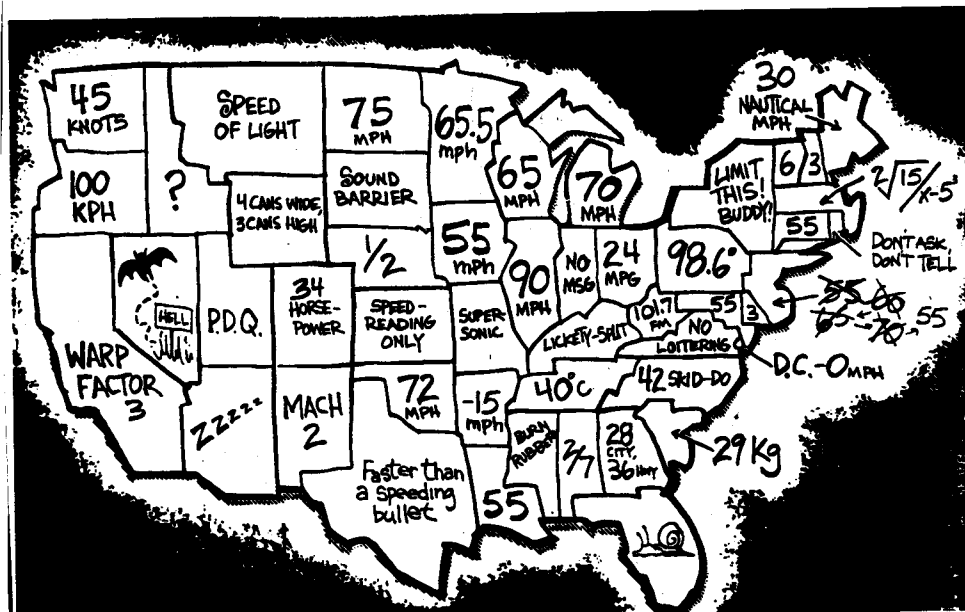 45
KNOTS
SPEED
OF LIGHT
75
MPH
65.5
mph
30
NAUTICAL
MPH
100
KPH
?
4 CANS WIDE,
3 CANS HIGH
SOUND
BARRIER
65
MPH
70
MPH
LIMIT
THIS!
BUDDY!
6/3
2√15/x-5³
55
DON'T ASK,
DON'T TELL
1/2
55
mph
90
MPH
NO
MSG
24
MPG
98.6°
HELL
P.D.Q.
34
HORSE-
POWER
SPEED-
READING
ONLY
SUPER-
SONIC
LICKETY-SPLIT
101.7
FM
55
3
55 65
65 70 55
NO
LOITERING
D.C.-0 MPH
WARP
FACTOR
3
ZZZZZ
MACH
2
72
MPH
-15
mph
40°C
42 SKID-DO
29 Kg
Faster than
a speeding
bullet
55
BURN
RUBBER
2/7
28
CITY,
36 HWY